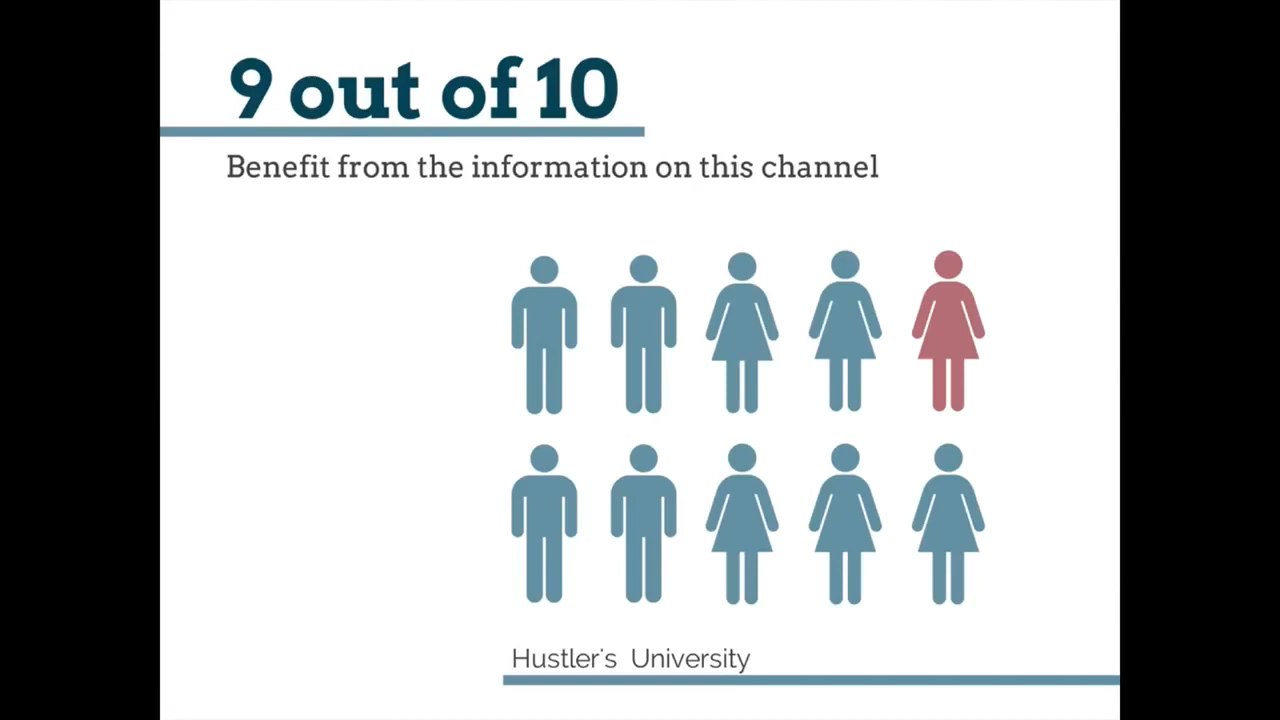 9 out of 10
Benefit from the information on this channel
Hustler's University